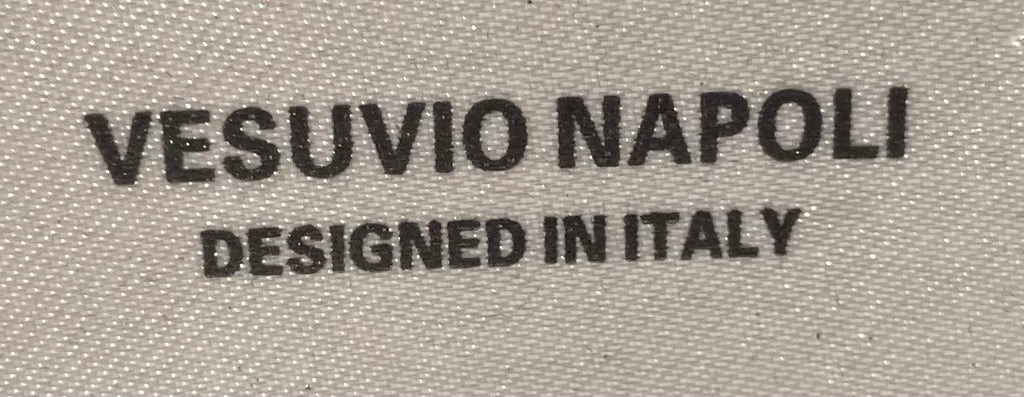 VESUVIO NAPOLI
DESIGNED IN ITALY